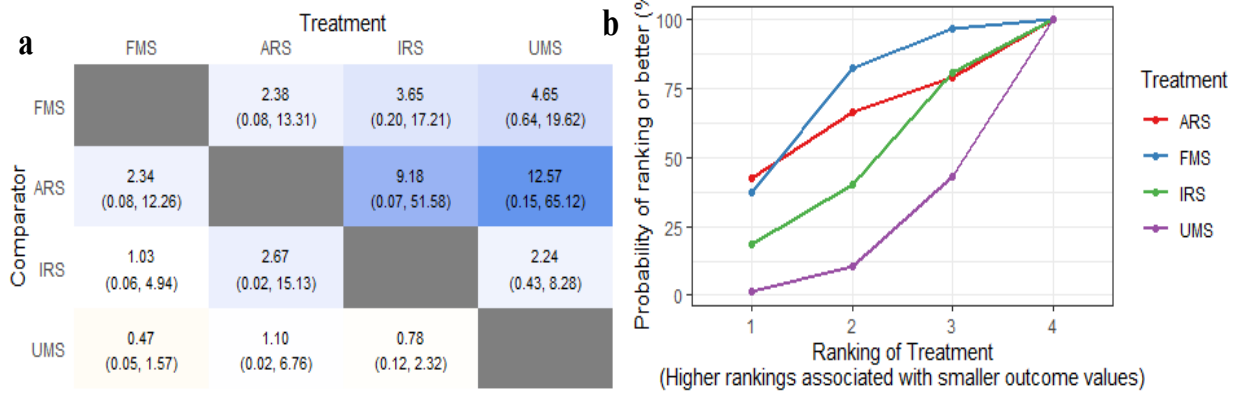 a
Treatment
FMS ARS IRS UMS
Comparator
FMS
2.38 3.65 4.65
(0.08, 13.31) (0.20, 17.21) (0.64, 19.62)
ARS
2.34 9.18 12.57
(0.08, 12.26) (0.07, 51.58) (0.15, 65.12)
IRS
1.03 2.67 2.24
(0.06, 4.94) (0.02, 15.13) (0.43, 8.28)
UMS
0.47 1.10 0.78
(0.05, 1.57) (0.02, 6.76) (0.12, 2.32)
b
Probability of ranking or better (%
100
75
50
25
0
1 2 3 4
Ranking of Treatment
(Higher rankings associated with smaller outcome values)
Treatment
ARS
FMS
IRS
UMS